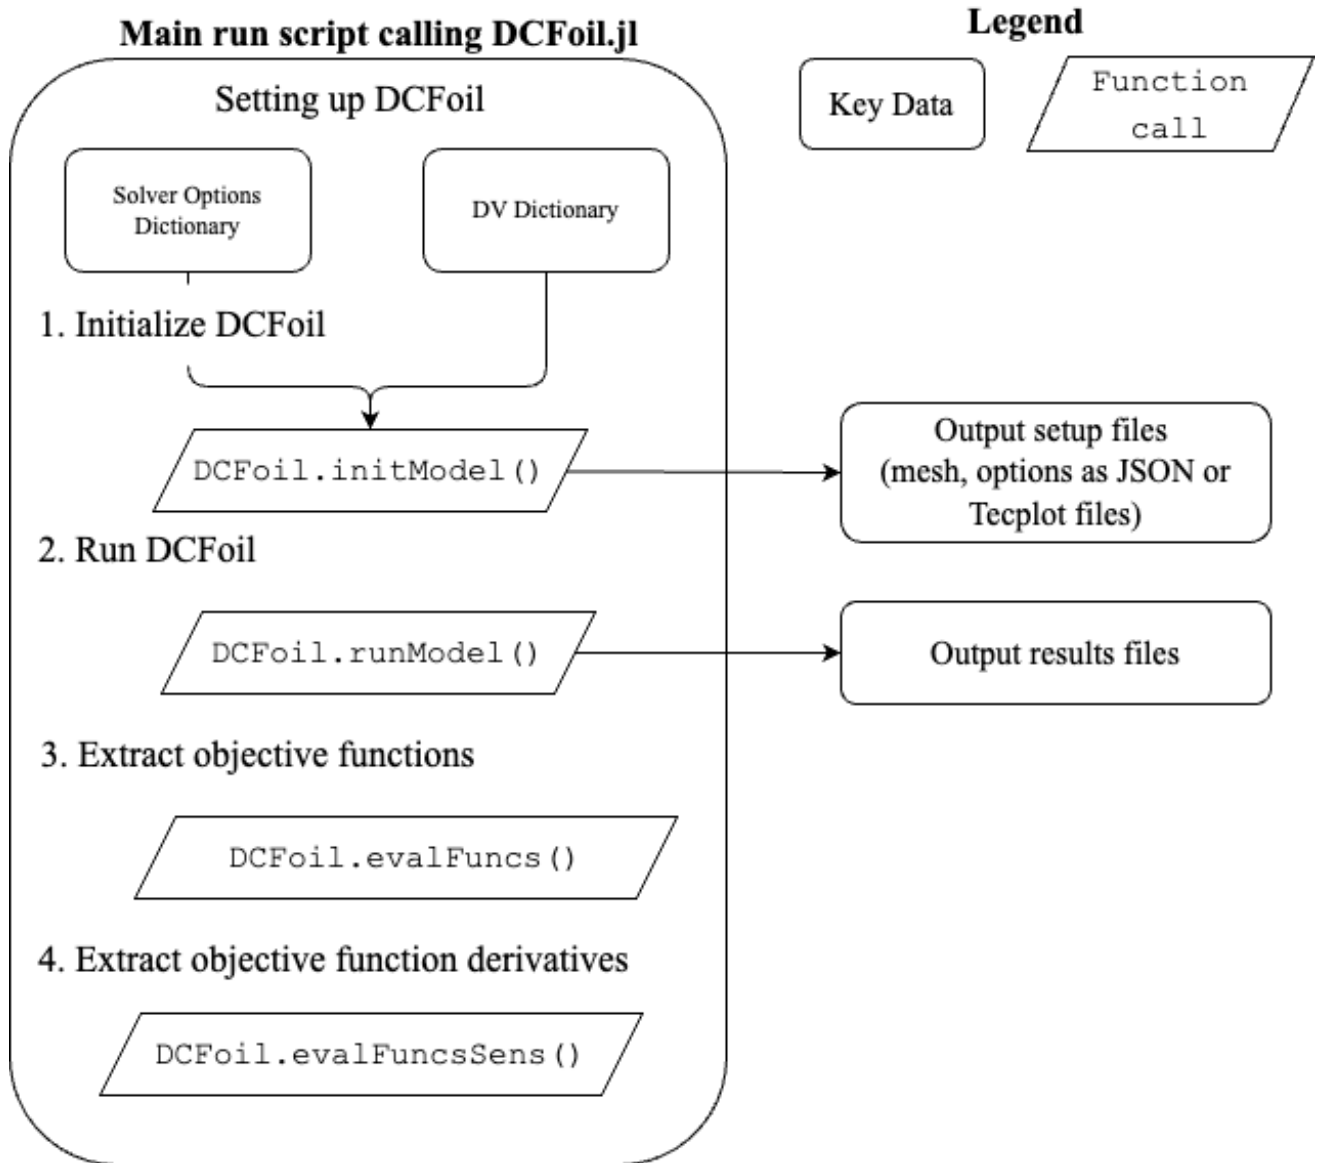 Main run script calling DCFoil.jl
Legend
Key Data
Function
call
Setting up DCFoil
Solver Options
Dictionary
DV Dictionary
1. Initialize DCFoil
DCFoil.initModel()
Output setup files
(mesh, options as JSON or
Tecplot files)
2. Run DCFoil
DCFoil.runModel()
Output results files
3. Extract objective functions
DCFoil.evalFuncs()
4. Extract objective function derivatives
DCFoil.evalFuncsSens()